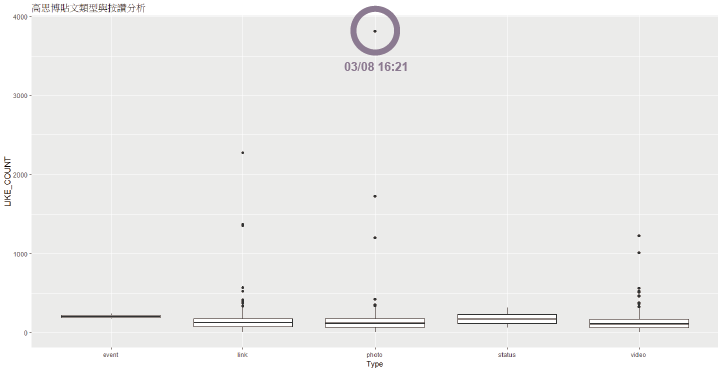 高思博貼文類型與按讚分析
4000
03/08 16:21
3000
2000
1000
0
LIKE_COUNT
event
link
photo
status
video
Type